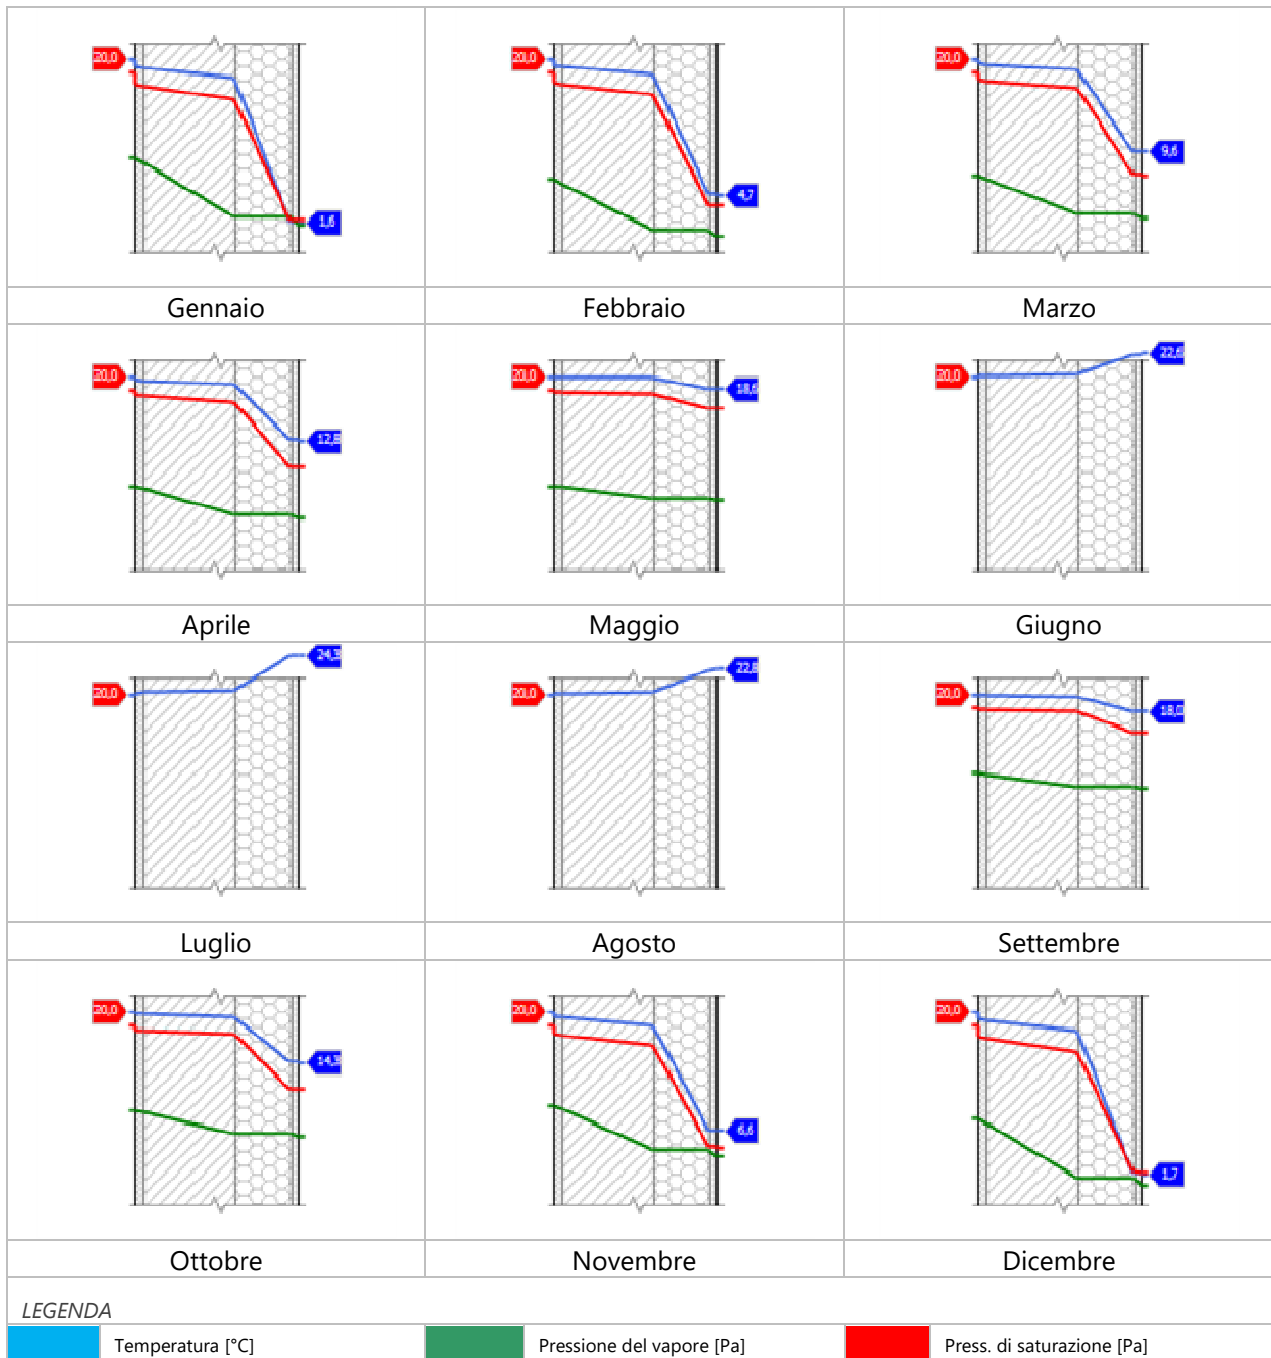 20,0 1,6 20,0 4,7 20,0 9,6
Gennaio Febbraio Marzo
20,0 12,8 20,0 18,6 20,0 22,6
Aprile Maggio Giugno
20,0 24,3 20,0 22,8 20,0 18,0
Luglio Agosto Settembre
20,0 14,3 20,0 6,6 20,0 1,7
Ottobre Novembre Dicembre
LEGENDA
Temperatura [°C] Pressione del vapore [Pa] Press. di saturazione [Pa]